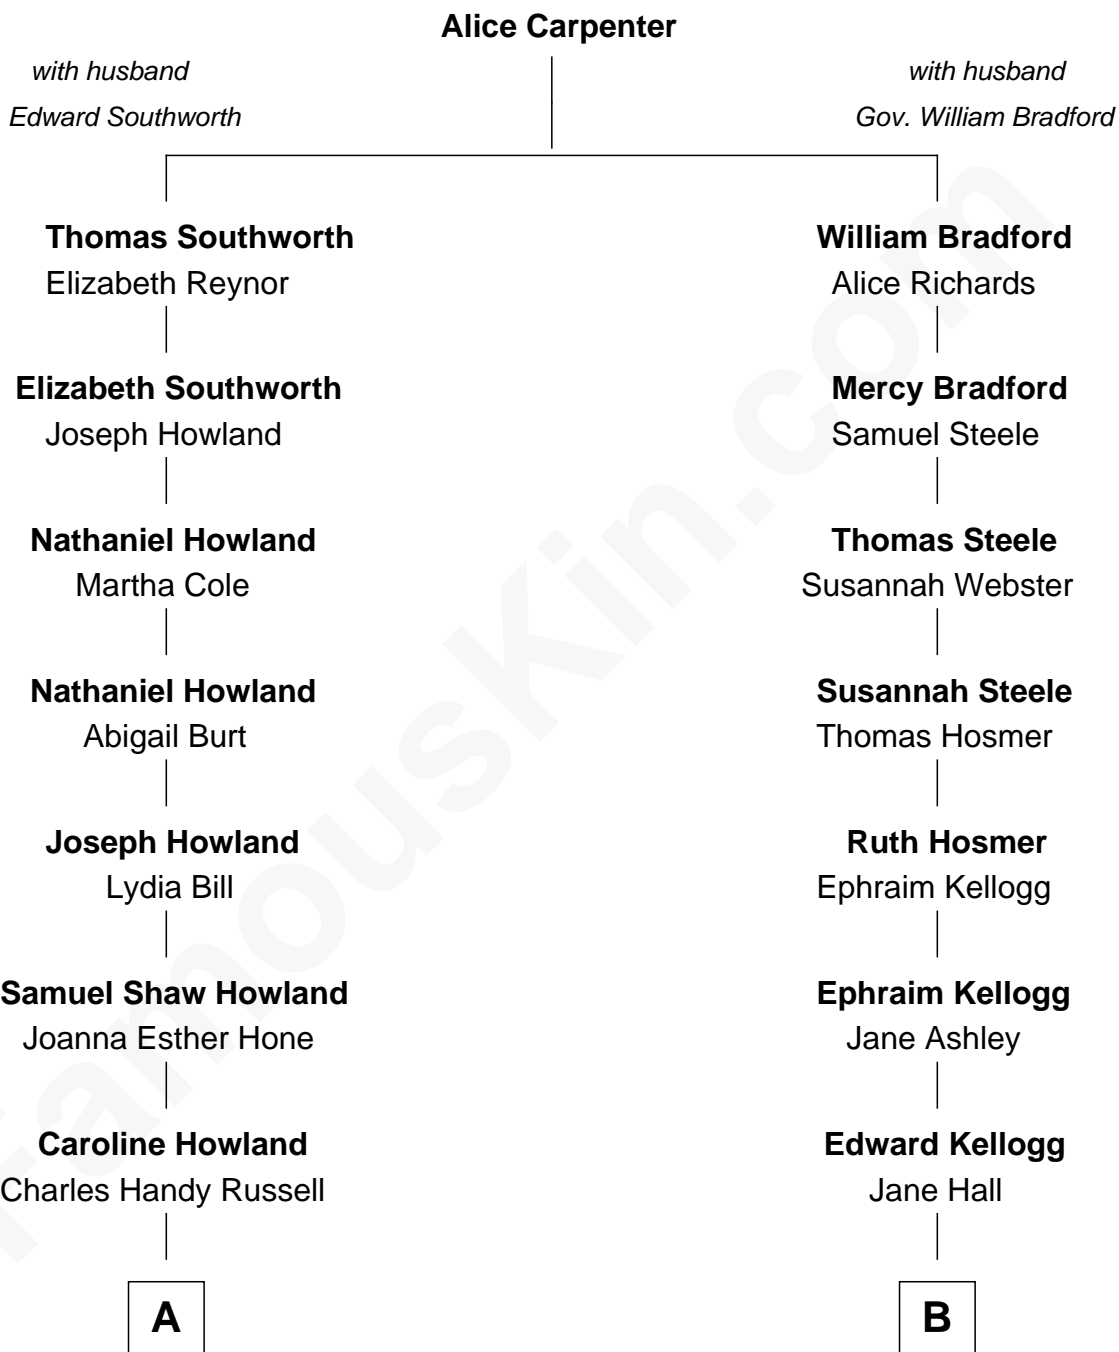 Alice Carpenter
with husband
Edward Southworth
with husband
Gov. William Bradford
Thomas Southworth
Elizabeth Reynor
William Bradford
Alice Richards
Elizabeth Southworth
Joseph Howland
Mercy Bradford
Samuel Steele
Nathaniel Howland
Martha Cole
Thomas Steele
Susannah Webster
Nathaniel Howland
Abigail Burt
Susannah Steele
Thomas Hosmer
Joseph Howland
Lydia Bill
Ruth Hosmer
Ephraim Kellogg
Samuel Shaw Howland
Joanna Esther Hone
Ephraim Kellogg
Jane Ashley
Caroline Howland
Charles Handy Russell
Edward Kellogg
Jane Hall
A
B
FamousKin.com